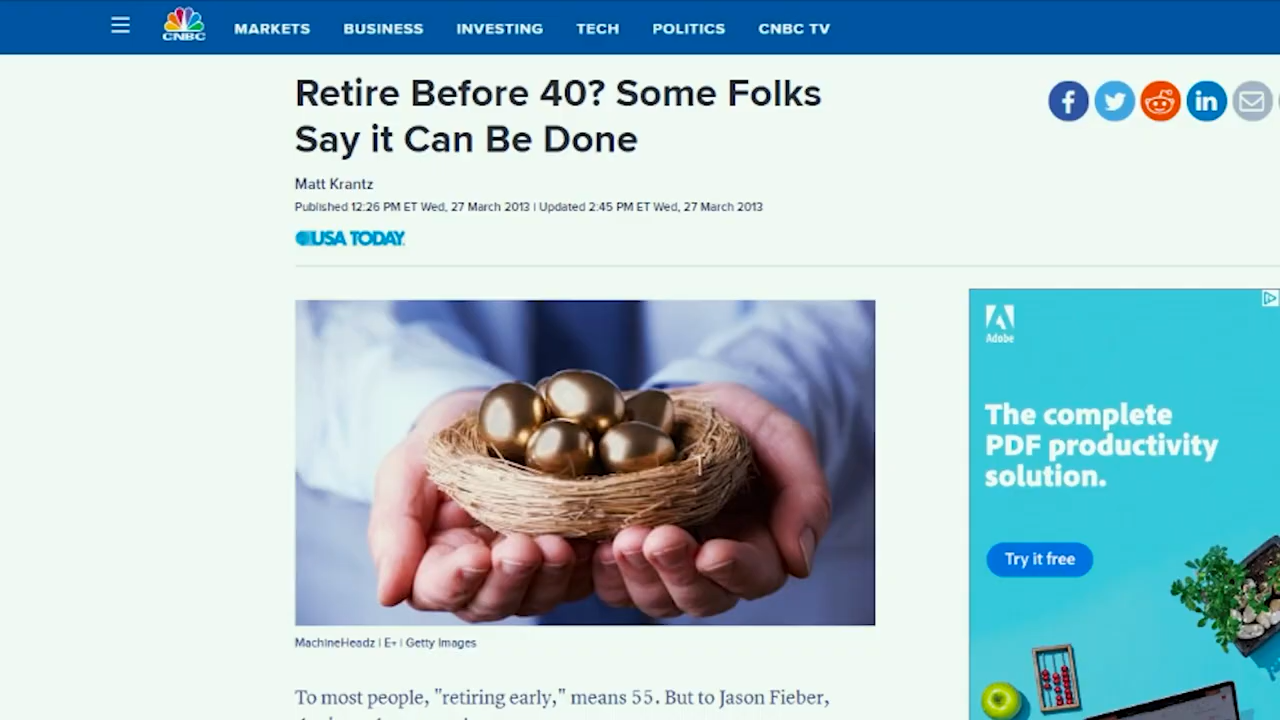 CNBC
MARKETS BUSINESS INVESTING TECH POLITICS CNBC TV
Retire Before 40? Some Folks
Say it Can Be Done
Matt Krantz
Published 12:26 PM ET Wed, 27 March 2013 | Updated 2:45 PM ET Wed, 27 March 2013
USA TODAY
MachineHeadz | E+ | Getty Images
To most people, "retiring early," means 55. But to Jason Fieber,
Adobe
The complete
PDF productivity
solution.
Try it free